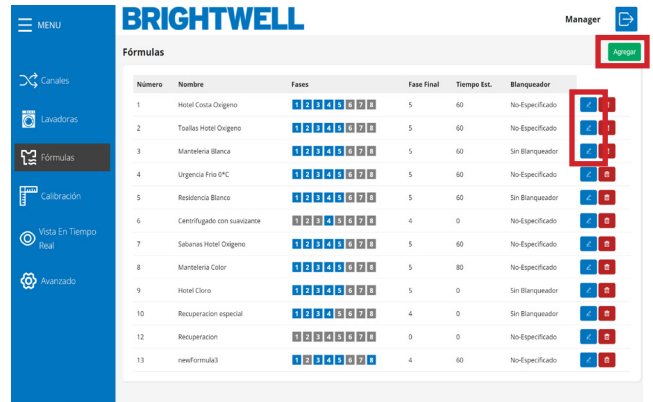 MENU
BRIGHTWELL
Manager
Fórmulas
Agregar
Canales
Lavadoras
Fórmulas
Calibración
Vista En Tiempo
Real
Avanzado
Número Nombre Fases Fase Final Tiempo Est. Blanqueador
1 Hotel Costa Oxigeno 1 2 3 4 5 6 7 8 5 60 No-Especificado
2 Toallas Hotel Oxigeno 1 2 3 4 5 6 7 8 5 60 No-Especificado
3 Manteleria Blanca 1 2 3 4 5 6 7 8 5 60 Sin Blanqueador
4 Urgencia Frio 0*C 1 2 3 4 5 6 7 8 5 60 No-Especificado
5 Residencia Blanco 1 2 3 4 5 6 7 8 5 60 Sin Blanqueador
6 Centrifugado con suavizante 1 2 3 4 5 6 7 8 4 0 No-Especificado
7 Sabanas Hotel Oxigeno 1 2 3 4 5 6 7 8 5 60 No-Especificado
8 Manteleria Color 1 2 3 4 5 6 7 8 5 80 No-Especificado
9 Hotel Cloro 1 2 3 4 5 6 7 8 5 0 Sin Blanqueador
10 Recuperacion especial 1 2 3 4 5 6 7 8 4 0 Sin Blanqueador
12 Recuperacion 1 2 3 4 5 6 7 8 0 0 No-Especificado
13 newFormula3 1 2 3 4 5 6 7 8 4 60 No-Especificado